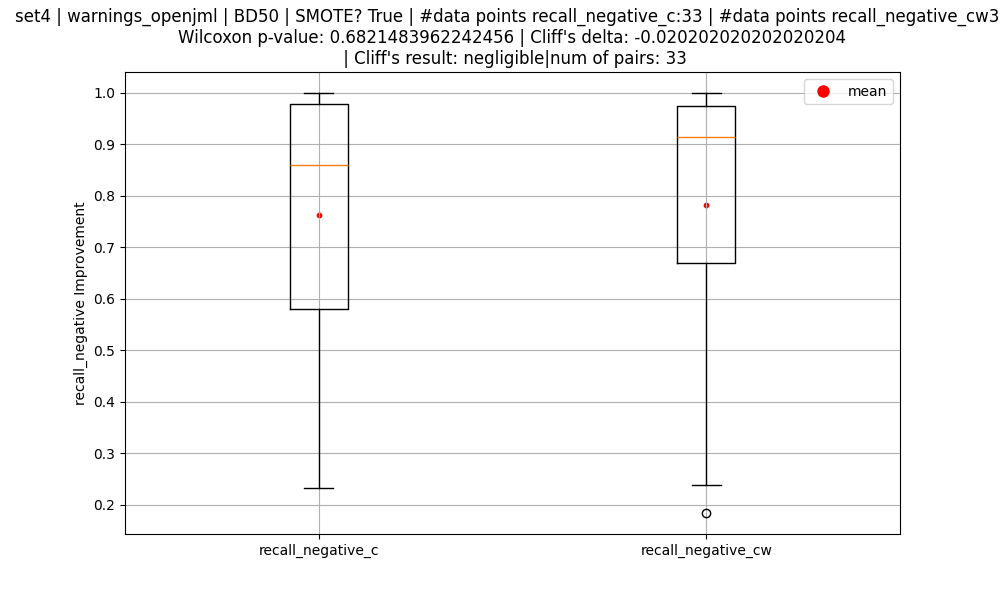 set4 | warnings_openjml | BD50 | SMOTE? True | #data points recall_negative_c:33 | #data points recall_negative_cw3
Wilcoxon p-value: 0.6821483962242456 | Cliff's delta: -0.020202020202020204
| Cliff's result: negligible|num of pairs: 33
mean
1.0
0.9
0.8
0.7
0.6
0.5
0.4
0.3
0.2
recall_negative Improvement
recall_negative_c
recall_negative_cw